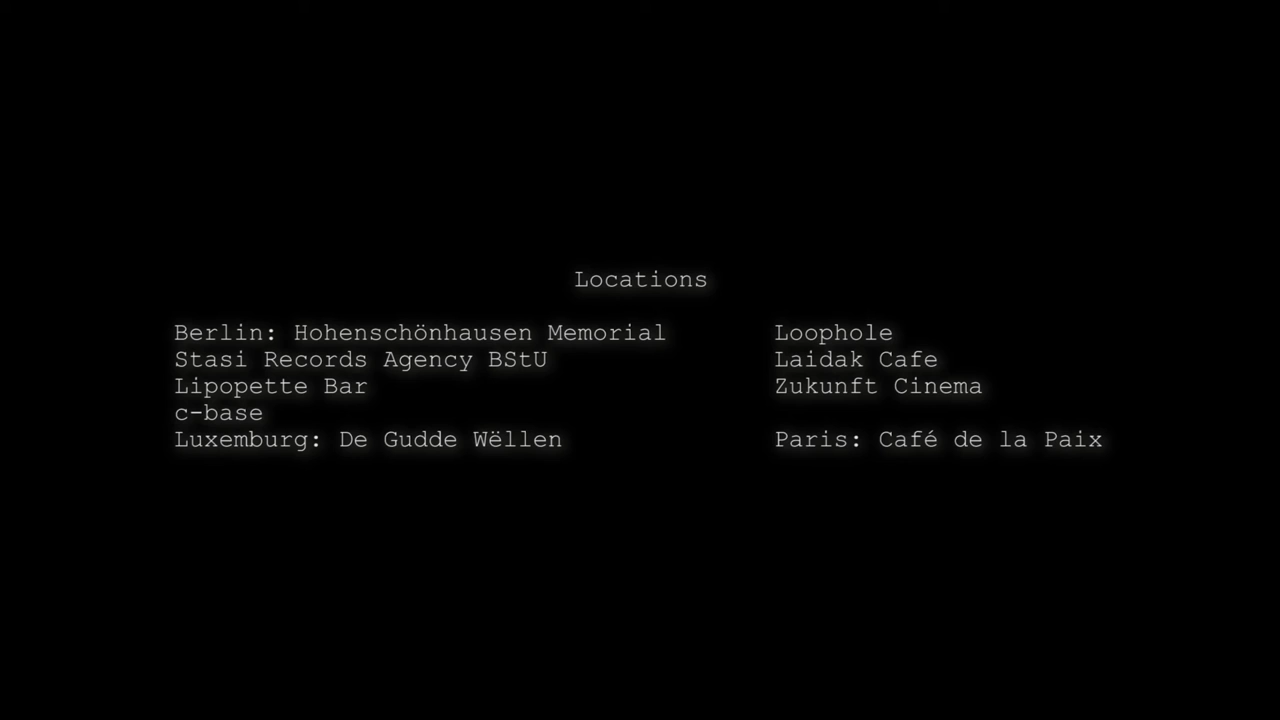 Locations
Berlin: Hohenschönhausen Memorial
Stasi Records Agency BStU
Lipopette Bar
c-base
Luxemburg: De Gudde Wëllen
Loophole
Laidak Cafe
Zukunft Cinema
Paris: Café de la Paix